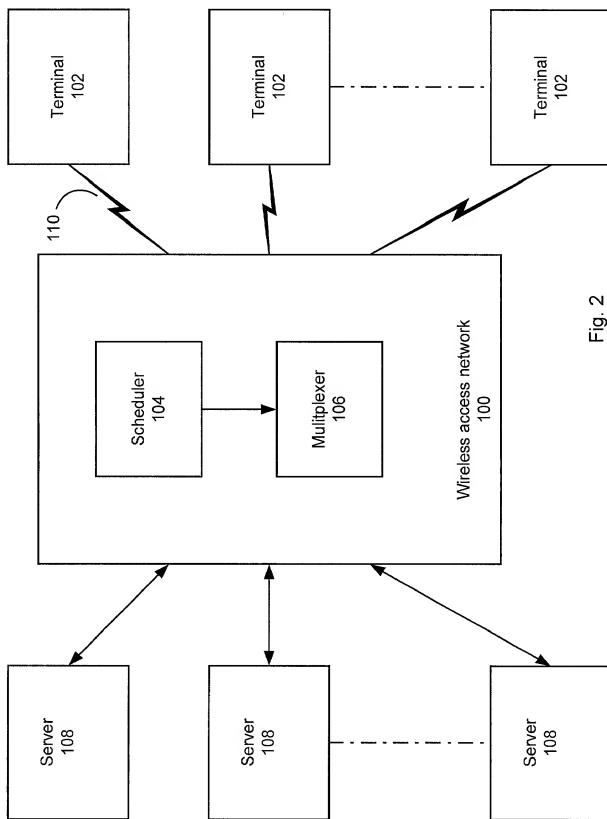 Terminal
102
Terminal
102
Terminal
102
110
Scheduler
104
Mulitplexer
106
Wireless access network
100
Server
108
Server
108
Server
108
Fig. 2